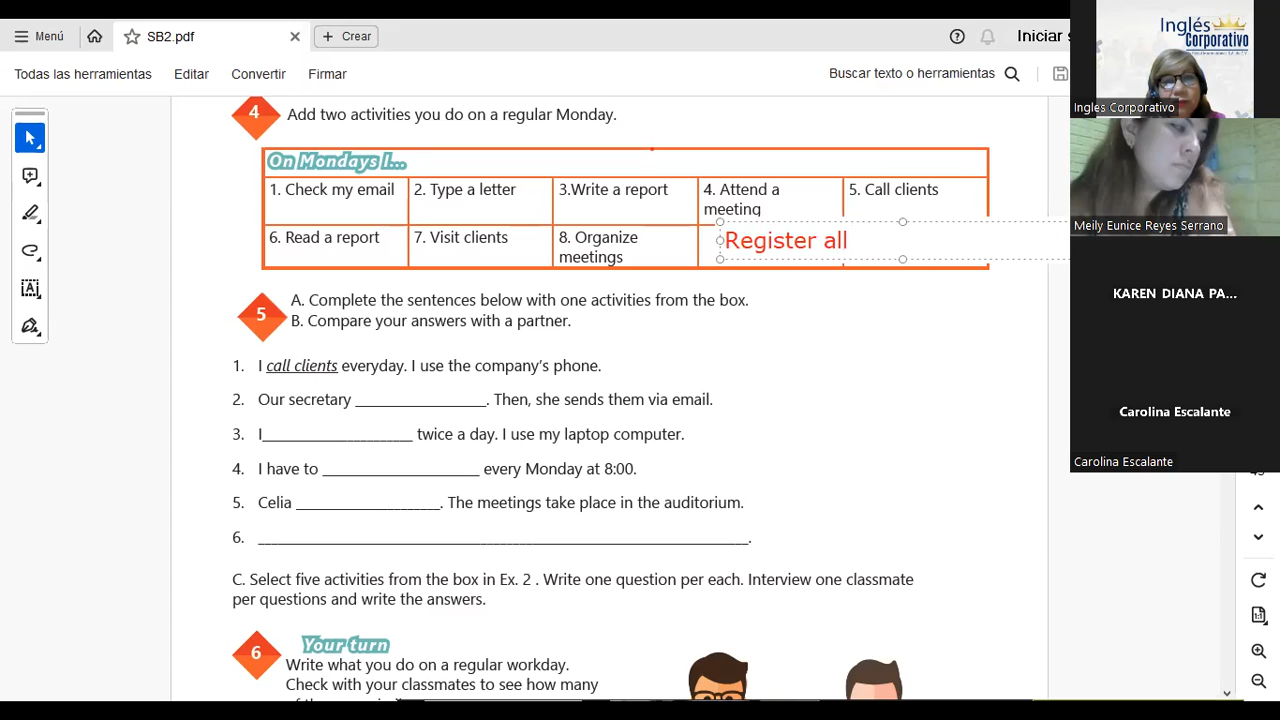 Menú
SB2.pdf
Crear
Iniciar s
Todas las herramientas
Editar
Convertir
Firmar
Buscar texto o herramientas
4
Add two activities you do on a regular Monday.
On Mondays I...
1. Check my email
2. Type a letter
3.Write a report
4. Attend a
meeting
5. Call clients
6. Read a report
7. Visit clients
8. Organize
meetings
Register all
5
A. Complete the sentences below with one activities from the box.
B. Compare your answers with a partner.
1. I call clients everyday. I use the company's phone.
2. Our secretary _________________. Then, she sends them via email.
3. I____________________ twice a day. I use my laptop computer.
4. I have to _____________________ every Monday at 8:00.
5. Celia ___________________. The meetings take place in the auditorium.
6. ________________________________________________________________.
C. Select five activities from the box in Ex. 2 . Write one question per each. Interview one classmate
per questions and write the answers.
6
Your turn
Write what you do on a regular workday.
Check with your classmates to see how many
Inglés
Corporativo
Ingles Corporativo
Meily Eunice Reyes Serrano
KAREN DIANA PA...
Carolina Escalante
Carolina Escalante